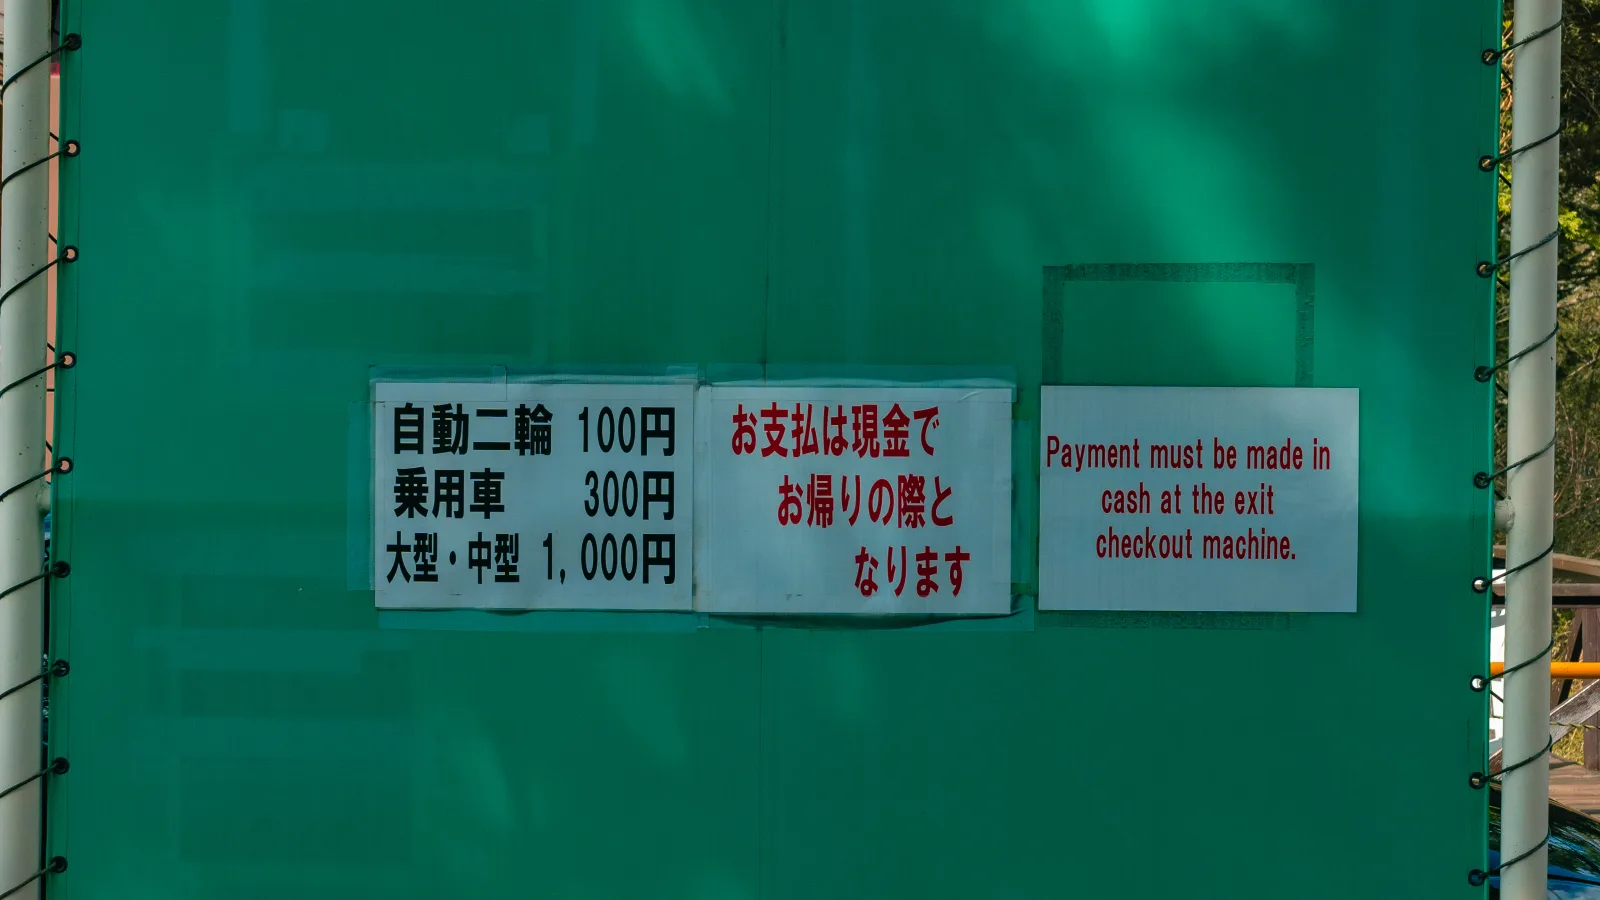 自動二輪 100円
乗用車 300円
大型・中型 1,000円
お支払は現金で
お帰りの際と
なります
Payment must be made in
cash at the exit
checkout machine.